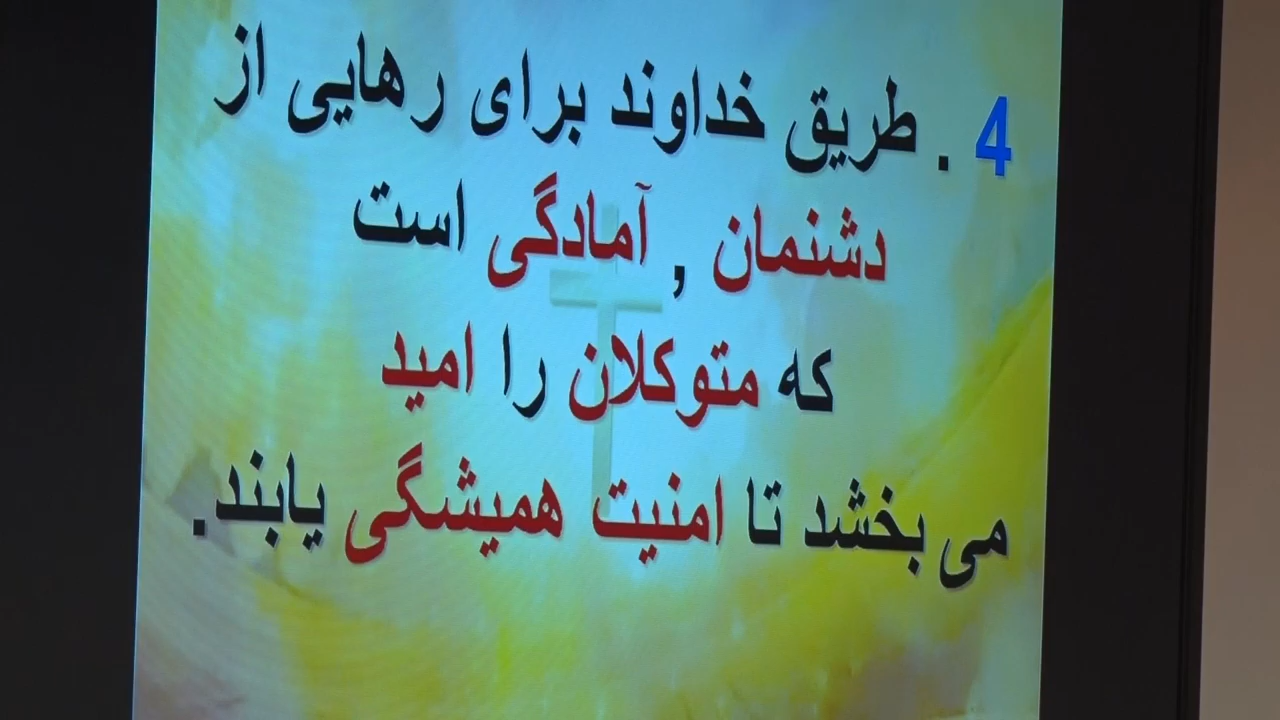 4 . طریق خداوند برای رهایی از
دشنمان , آمادگی است
که متوکلان را امید
می بخشد تا امنیت همیشگی یابند.